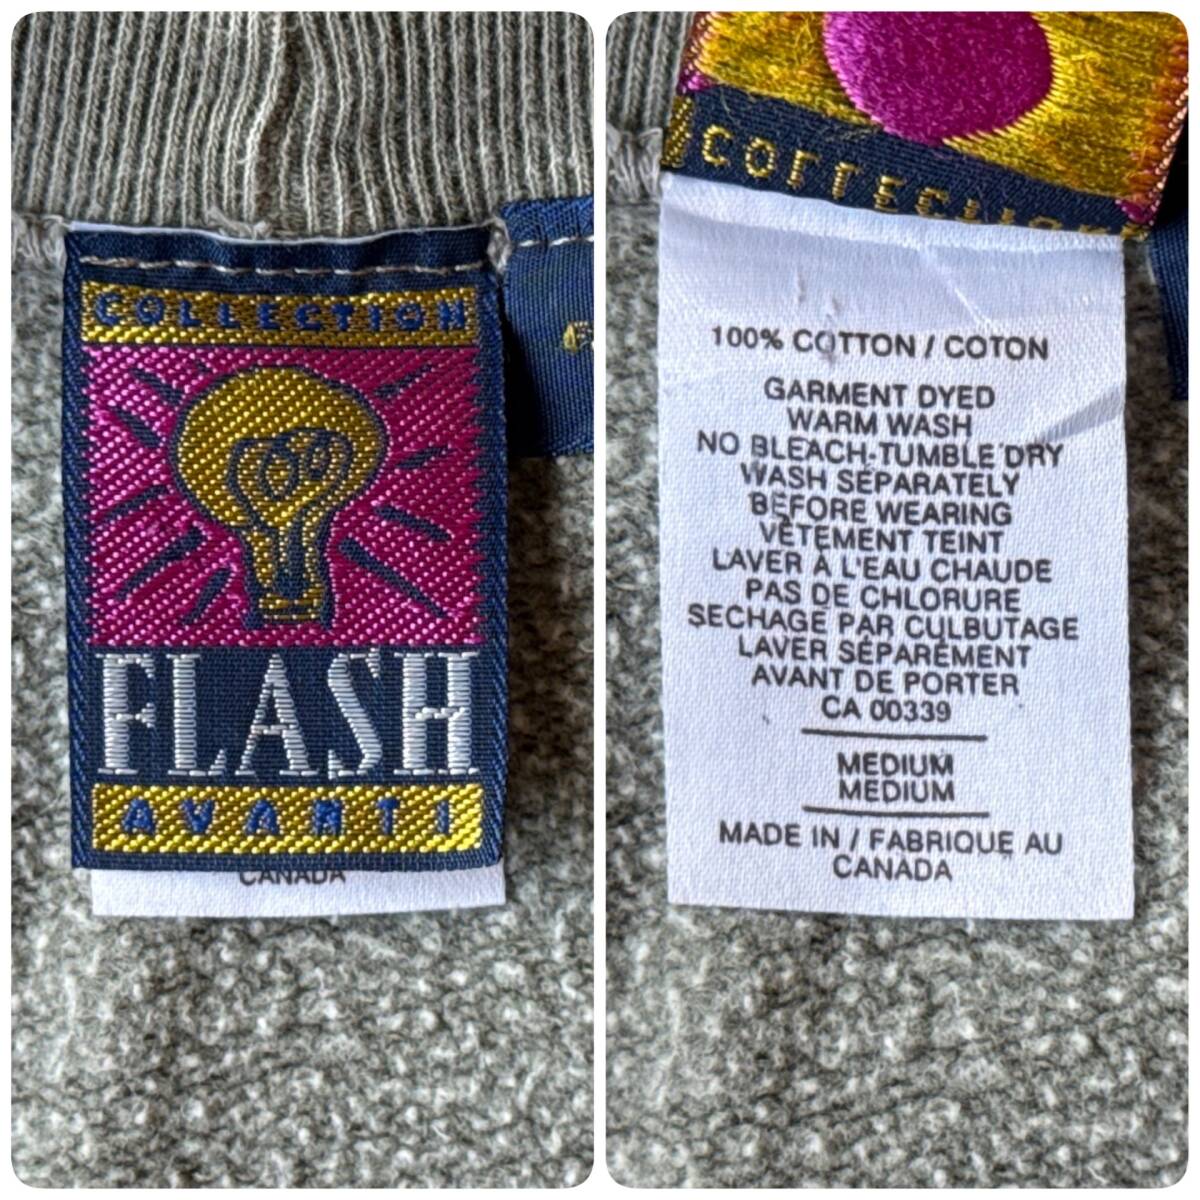 COLLECTION
FLASH
AVANTI
CANADA
COLLECTION
100% COTTON / COTON
GARMENT DYED
WARM WASH
NO BLEACH-TUMBLE DRY
WASH SEPARATELY
BEFORE WEARING
VÊTEMENT TEINT
LAVER À L'EAU CHAUDE
PAS DE CHLORURE
SECHAGE PAR CULBUTAGE
LAVER SÉPARÉMENT
AVANT DE PORTER
CA 00339
MEDIUM
MEDIUM
MADE IN / FABRIQUE AU
CANADA